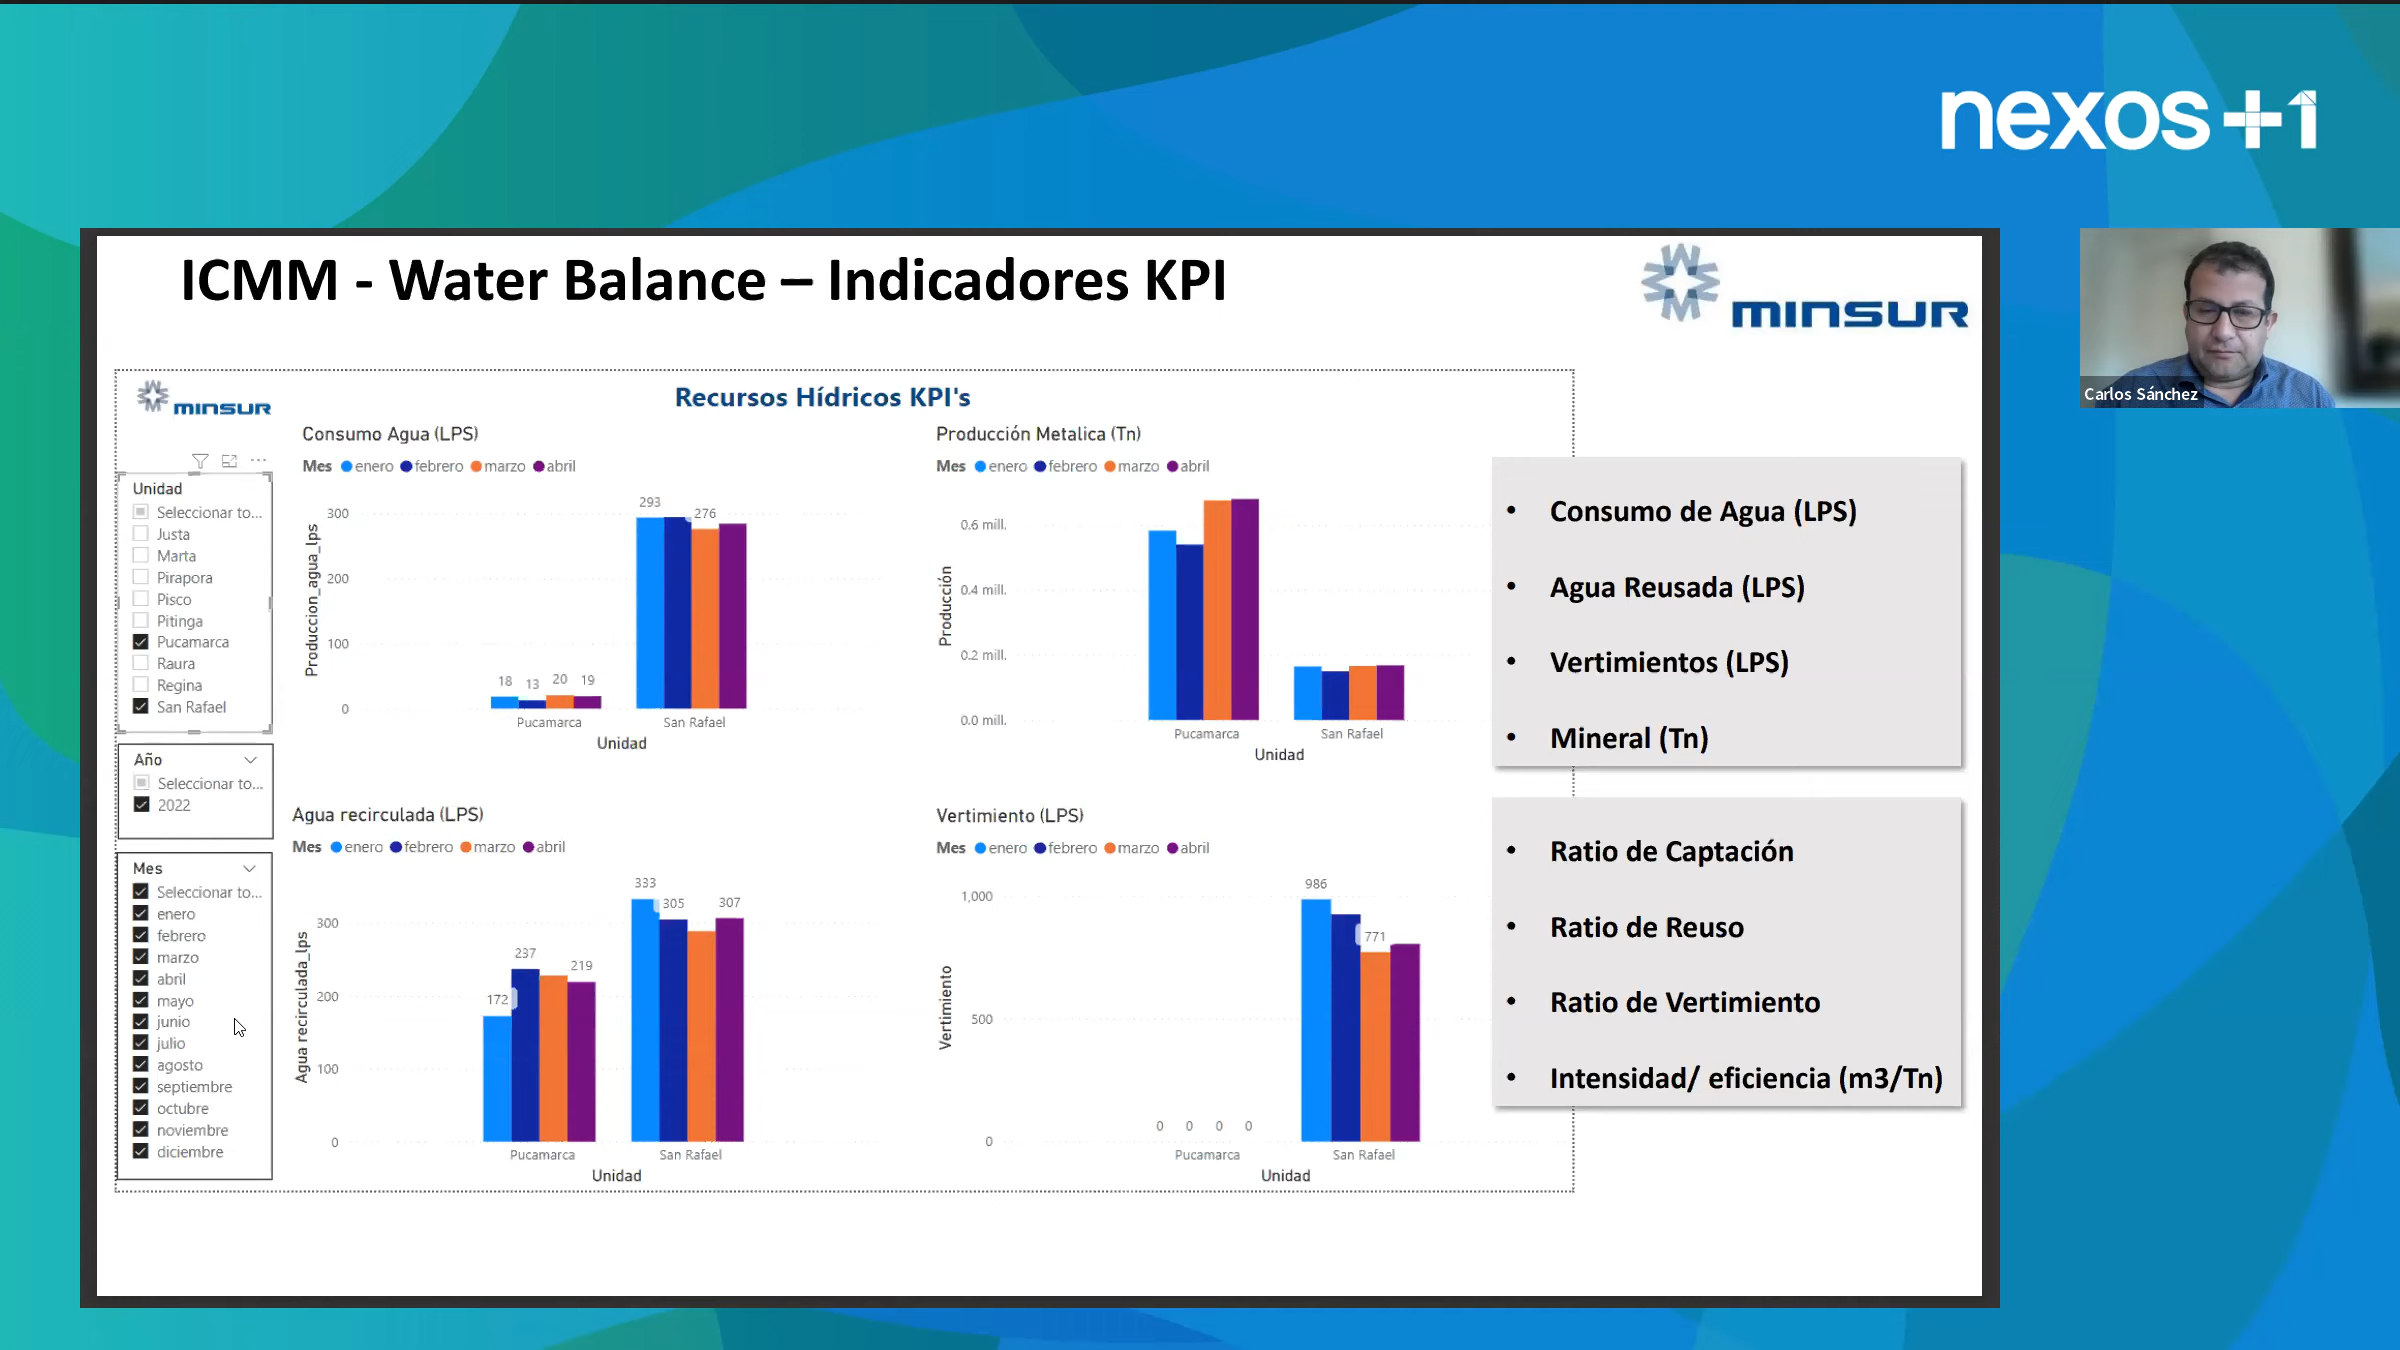 nexos+1
ICMM - Water Balance – Indicadores KPI
MINSUR
Carlos Sánchez
MINSUR
Recursos Hídricos KPI's
Unidad
Seleccionar to...
Justa
Marta
Pirapora
Pisco
Pitinga
Pucamarca
Raura
Regina
San Rafael
Año
Seleccionar to...
2022
Mes
Seleccionar to...
enero
febrero
marzo
abril
mayo
junio
julio
agosto
septiembre
octubre
noviembre
diciembre
Consumo Agua (LPS)
Mes enero febrero marzo abril
Produccion_agua_lps
300
200
100
0
18 13 20 19
293 276
Pucamarca San Rafael
Unidad
Producción Metalica (Tn)
Mes enero febrero marzo abril
Producción
0.6 mill.
0.4 mill.
0.2 mill.
0.0 mill.
Pucamarca San Rafael
Unidad
Agua recirculada (LPS)
Mes enero febrero marzo abril
Agua recirculada_lps
300
200
100
0
172 237 219
333 305 307
Pucamarca San Rafael
Unidad
Vertimiento (LPS)
Mes enero febrero marzo abril
Vertimiento
1,000
500
0
0 0 0 0
986 771
Pucamarca San Rafael
Unidad
• Consumo de Agua (LPS)
• Agua Reusada (LPS)
• Vertimientos (LPS)
• Mineral (Tn)
• Ratio de Captación
• Ratio de Reuso
• Ratio de Vertimiento
• Intensidad/ eficiencia (m3/Tn)